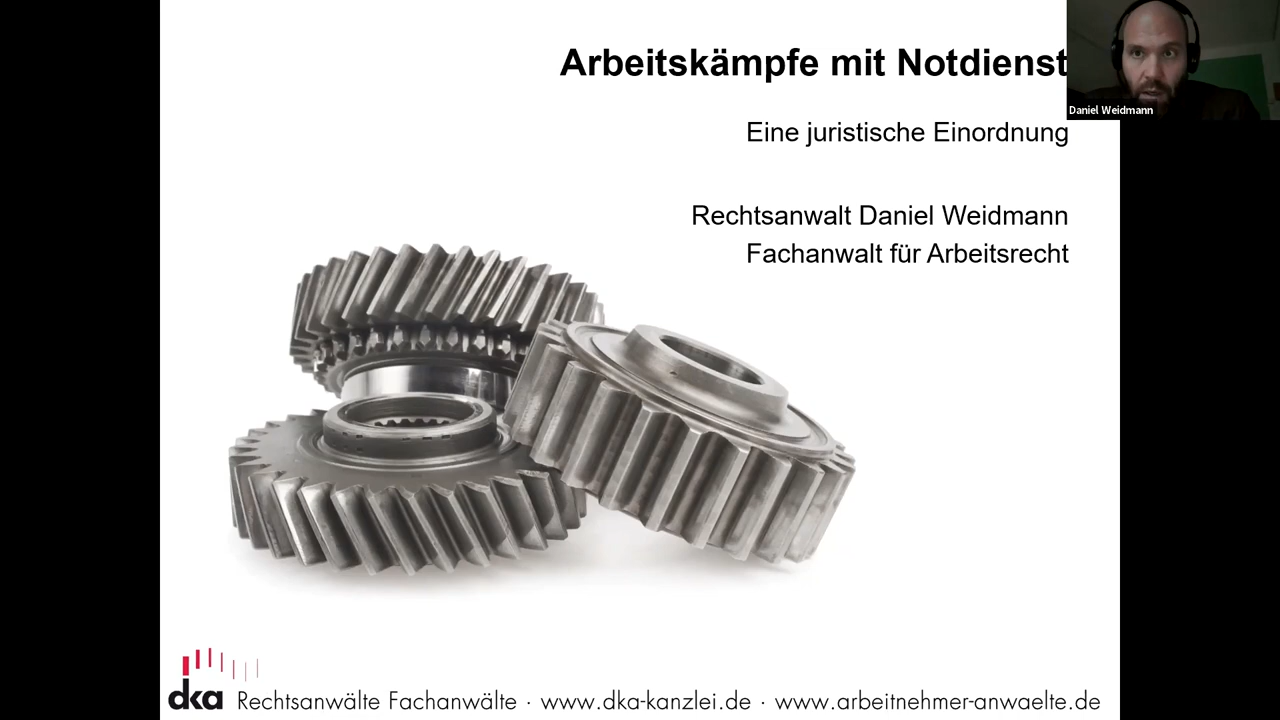 Arbeitskämpfe mit Notdienst
Daniel Weidmann
Eine juristische Einordnung
Rechtsanwalt Daniel Weidmann
Fachanwalt für Arbeitsrecht
dka Rechtsanwälte Fachanwälte · www.dka-kanzlei.de · www.arbeitnehmer-anwaelte.de